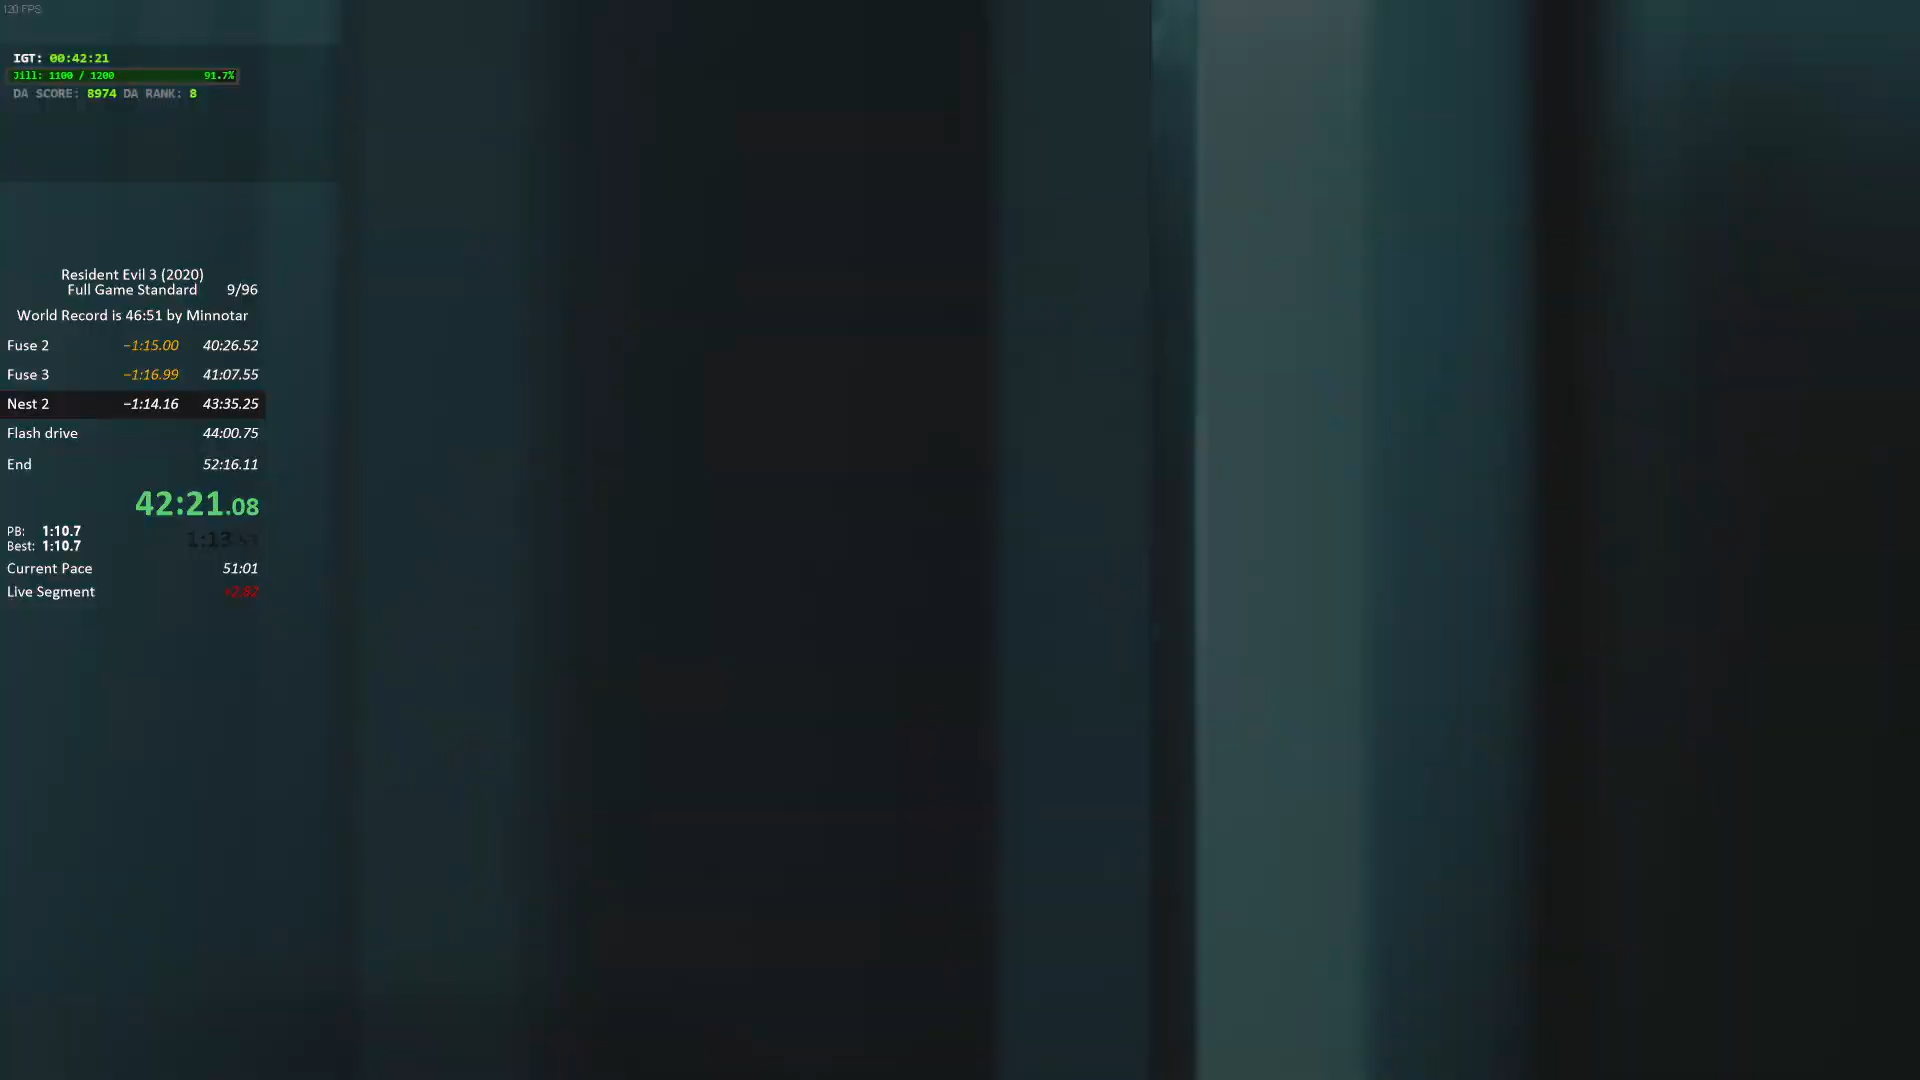 120 FPS
IGT: 00:42:21
Jill: 1100 / 1200 91.7%
DA SCORE: 8974 DA RANK: 8
Resident Evil 3 (2020)
Full Game Standard 9/96
World Record is 46:51 by Minnotar
Fuse 2 −1:15.00 40:26.52
Fuse 3 −1:16.99 41:07.55
Nest 2 −1:14.16 43:35.25
Flash drive 44:00.75
End 52:16.11
42:21.08
PB: 1:10.7
Best: 1:10.7
Current Pace 51:01
Live Segment +2.82